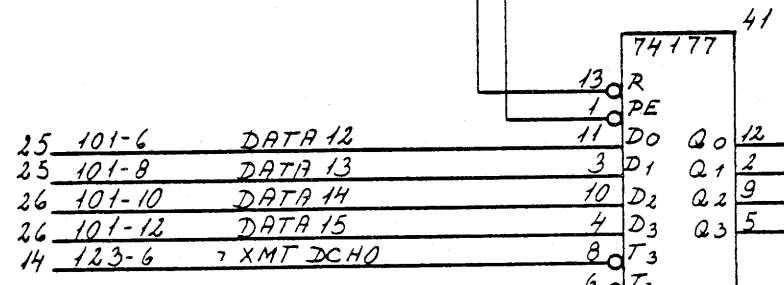 41
74177
13 R
1 PE
25 101-6 DATA 12 11 D0 Q0 12
25 101-8 DATA 13 3 D1 Q1 2
26 101-10 DATA 14 10 D2 Q2 9
26 101-12 DATA 15 4 D3 Q3 5
14 123-6 ¬ XMT DCHO 8 T3
6